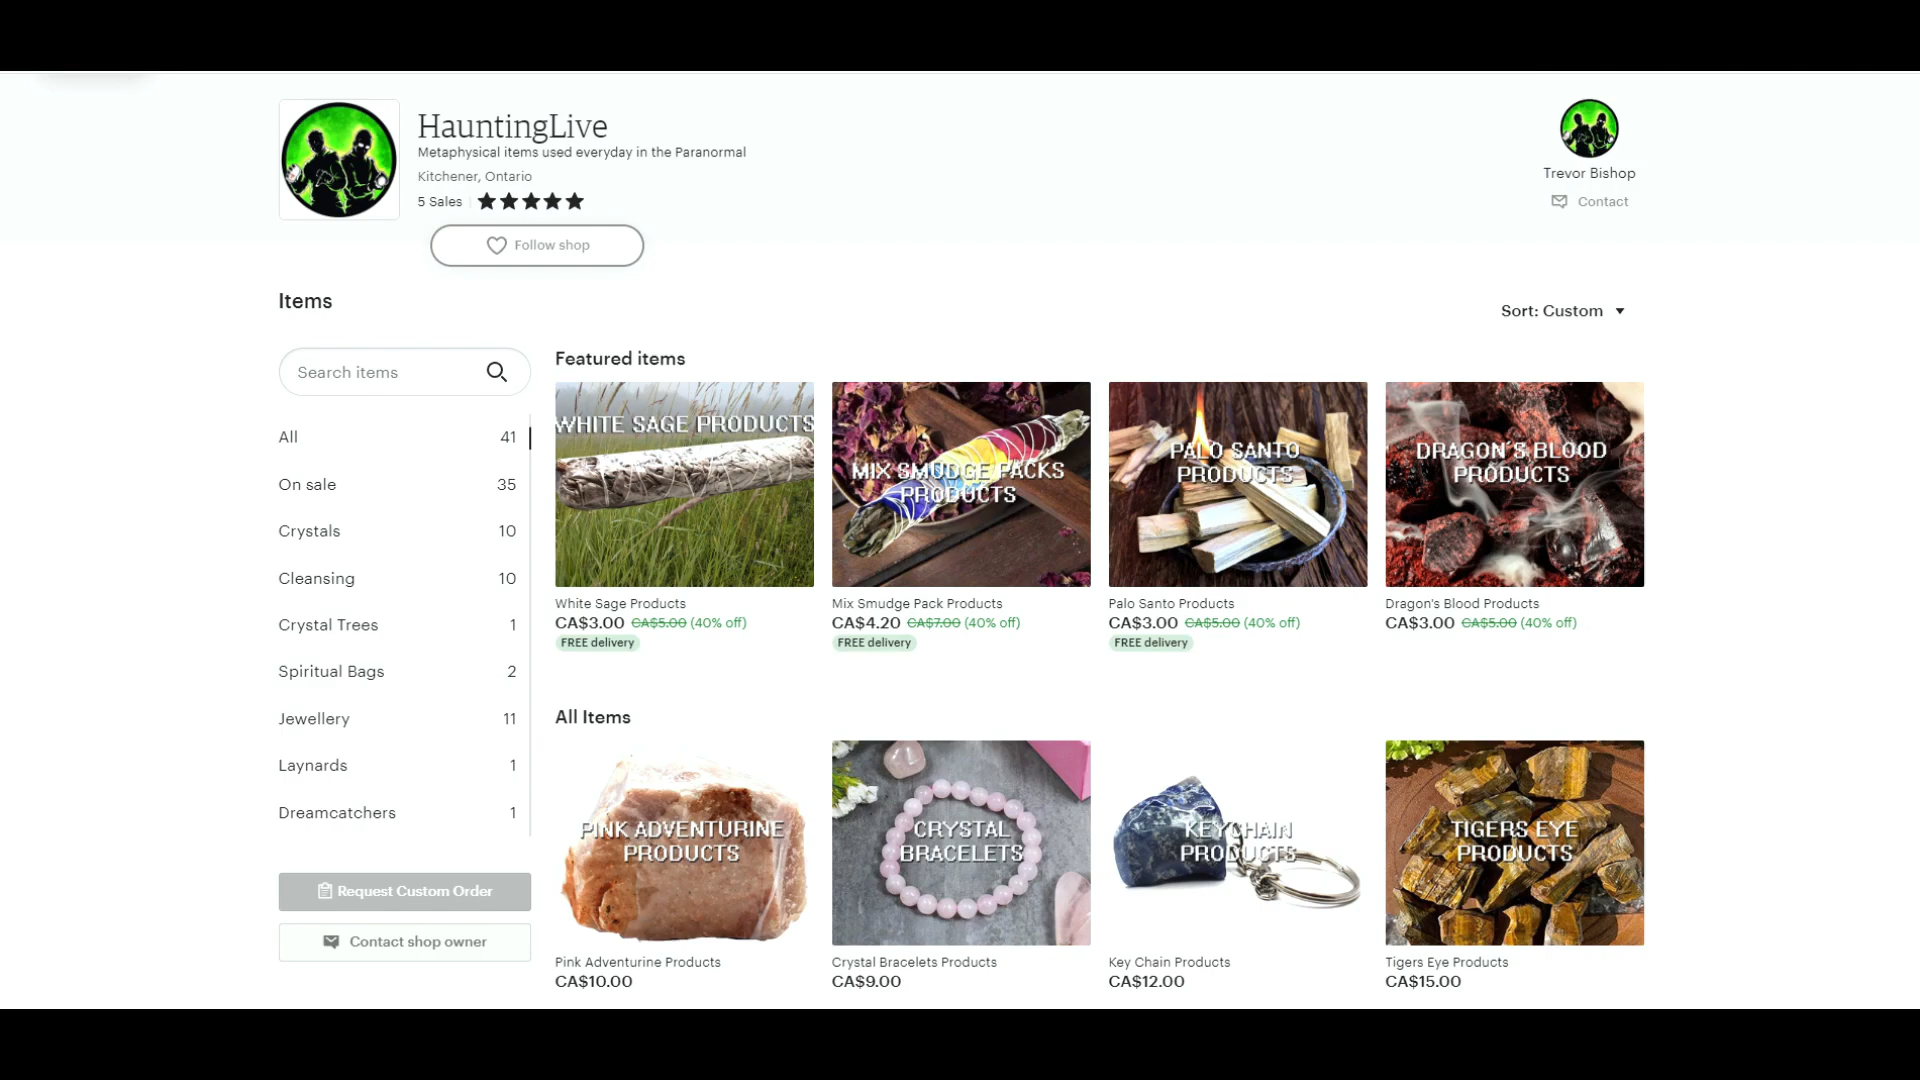 HauntingLive
Metaphysical items used everyday in the Paranormal
Kitchener, Ontario
5 Sales
Follow shop
Trevor Bishop
Contact
Items
Sort: Custom
Search items
All 41
On sale 35
Crystals 10
Cleansing 10
Crystal Trees 1
Spiritual Bags 2
Jewellery 11
Laynards 1
Dreamcatchers 1
Request Custom Order
Contact shop owner
Featured items
WHITE SAGE PRODUCTS
White Sage Products
CA$3.00 CA$5.00 (40% off)
FREE delivery
MIX SMUDGE PACKS
PRODUCTS
Mix Smudge Pack Products
CA$4.20 CA$7.00 (40% off)
FREE delivery
PALO SANTO
PRODUCTS
Palo Santo Products
CA$3.00 CA$5.00 (40% off)
FREE delivery
DRAGON'S BLOOD
PRODUCTS
Dragon's Blood Products
CA$3.00 CA$5.00 (40% off)
All Items
PINK ADVENTURINE
PRODUCTS
Pink Adventurine Products
CA$10.00
CRYSTAL
BRACELETS
Crystal Bracelets Products
CA$9.00
KEYCHAIN
PRODUCTS
Key Chain Products
CA$12.00
TIGERS EYE
PRODUCTS
Tigers Eye Products
CA$15.00